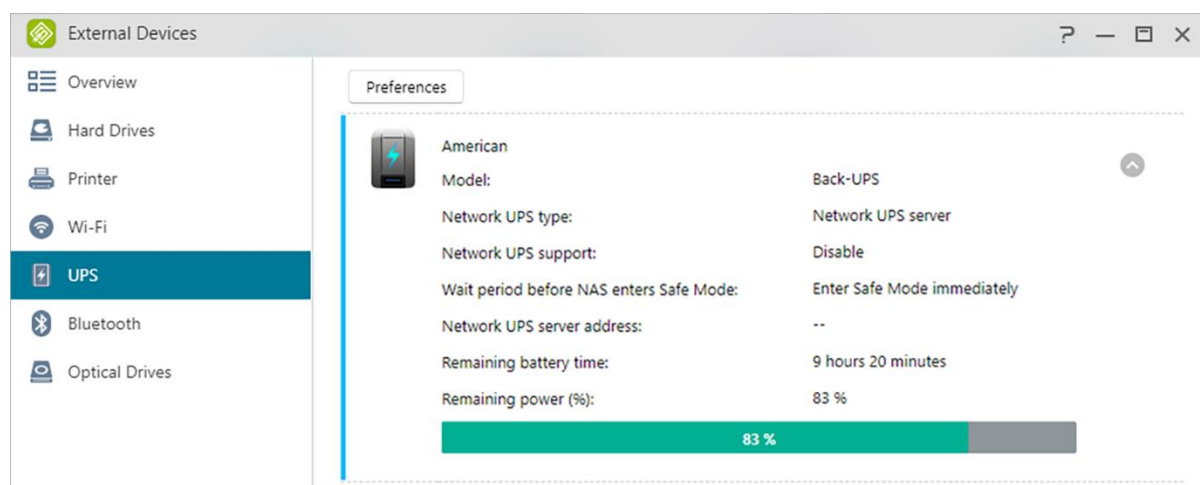 External Devices
Overview
Hard Drives
Printer
Wi-Fi
UPS
Bluetooth
Optical Drives
Preferences
American
Model: Back-UPS
Network UPS type: Network UPS server
Network UPS support: Disable
Wait period before NAS enters Safe Mode: Enter Safe Mode immediately
Network UPS server address: --
Remaining battery time: 9 hours 20 minutes
Remaining power (%): 83 %
83 %